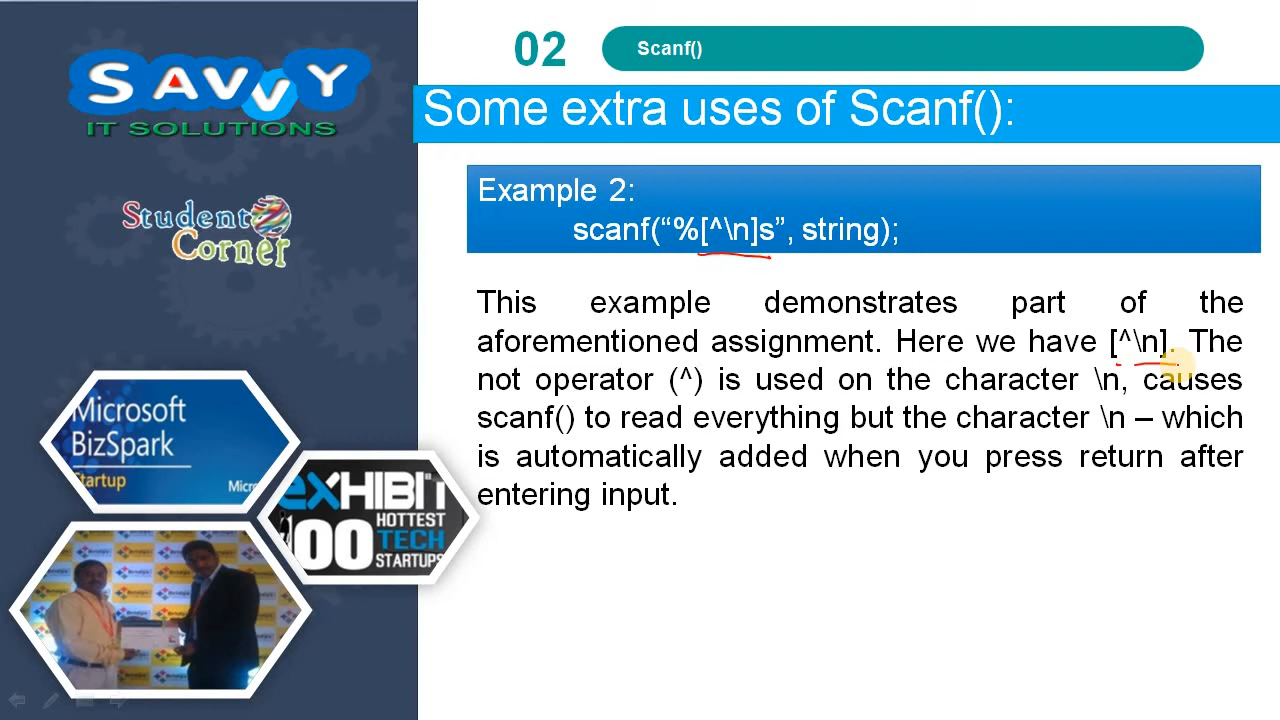 02
Scanf()
SAVVY
IT SOLUTIONS
Some extra uses of Scanf():
Student
Corner
Example 2:
scanf(“%[^\n]s”, string);
This example demonstrates part of the
aforementioned assignment. Here we have [^\n]. The
not operator (^) is used on the character \n, causes
scanf() to read everything but the character \n – which
is automatically added when you press return after
entering input.
Microsoft
BizSpark
Startup
Micr
EXHIBIT
100
HOTTEST
TECH
STARTUPS